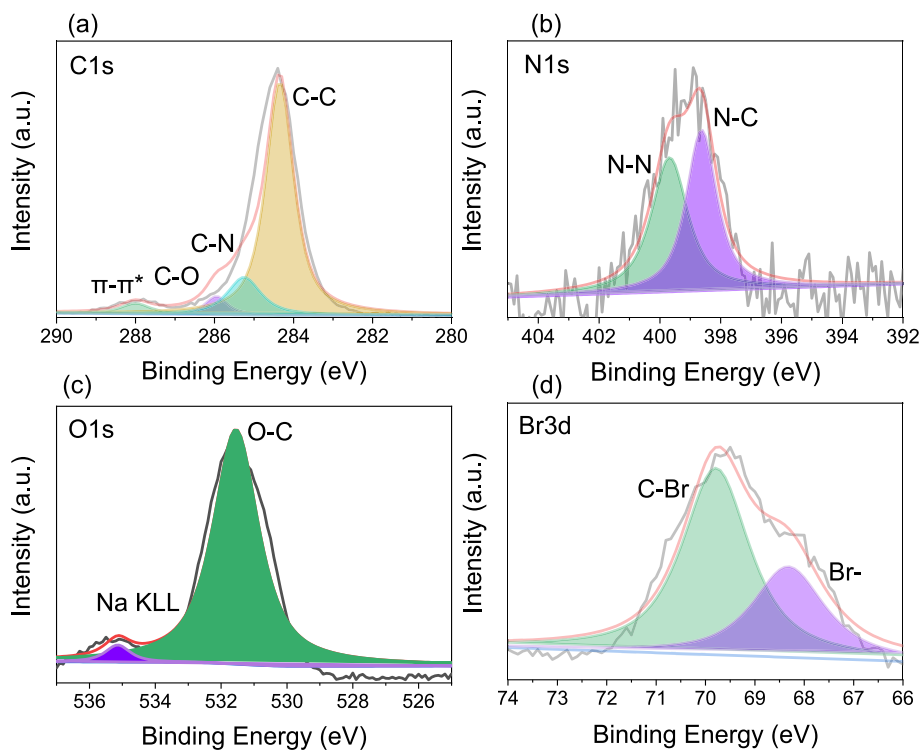 (a)
C1s
C-C
C-N
C-O
π-π*
Intensity (a.u.)
290 288 286 284 282 280
Binding Energy (eV)
(b)
N1s
N-C
N-N
Intensity (a.u.)
404 402 400 398 396 394 392
Binding Energy (eV)
(c)
O1s
O-C
Na KLL
Intensity (a.u.)
536 534 532 530 528 526
Binding Energy (eV)
(d)
Br3d
C-Br
Br-
Intensity (a.u.)
74 73 72 71 70 69 68 67 66
Binding Energy (eV)